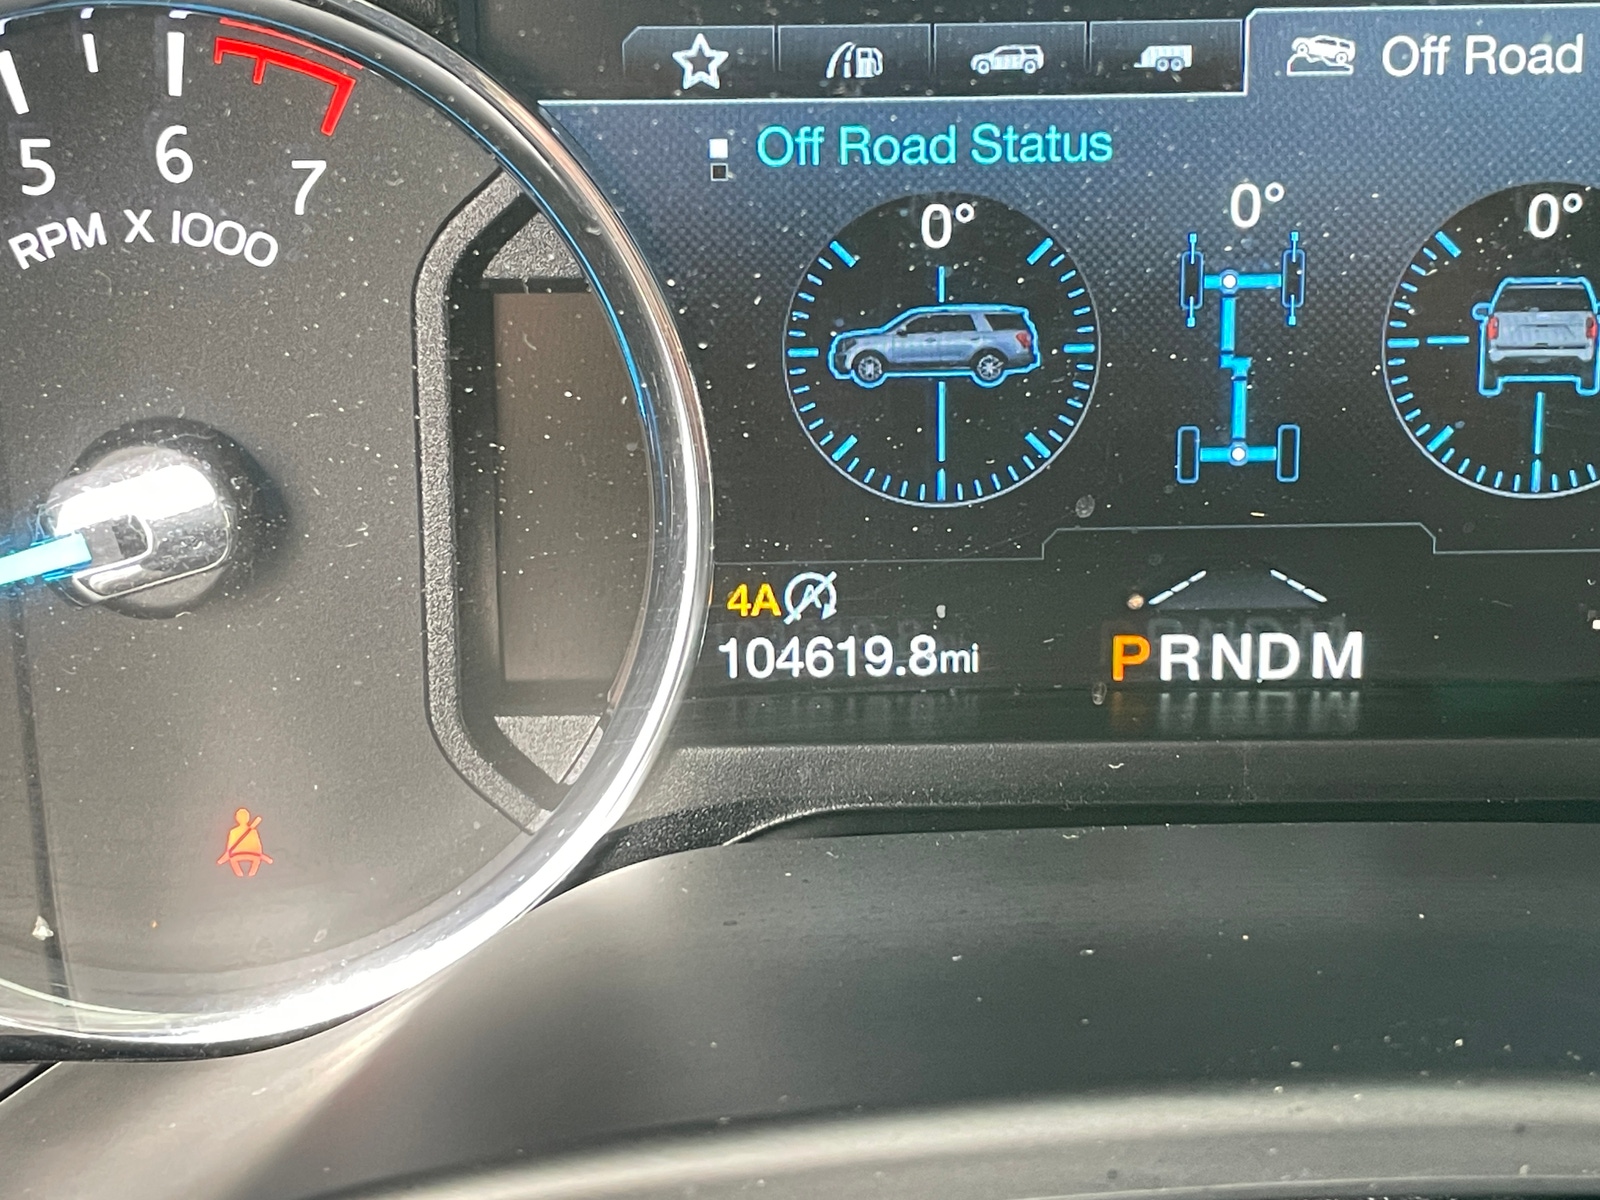 Off Road
Off Road Status
0° 0° 0°
5 6 7
RPM X 1000
4A A
104619.8mi
PRNDM